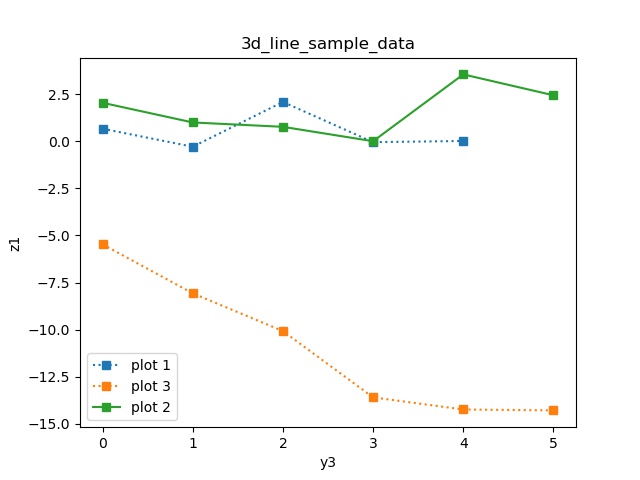 3d_line_sample_data
2.5
0.0
−2.5
−5.0
−7.5
−10.0
−12.5
−15.0
z1
plot 1
plot 3
plot 2
0 1 2 3 4 5
y3